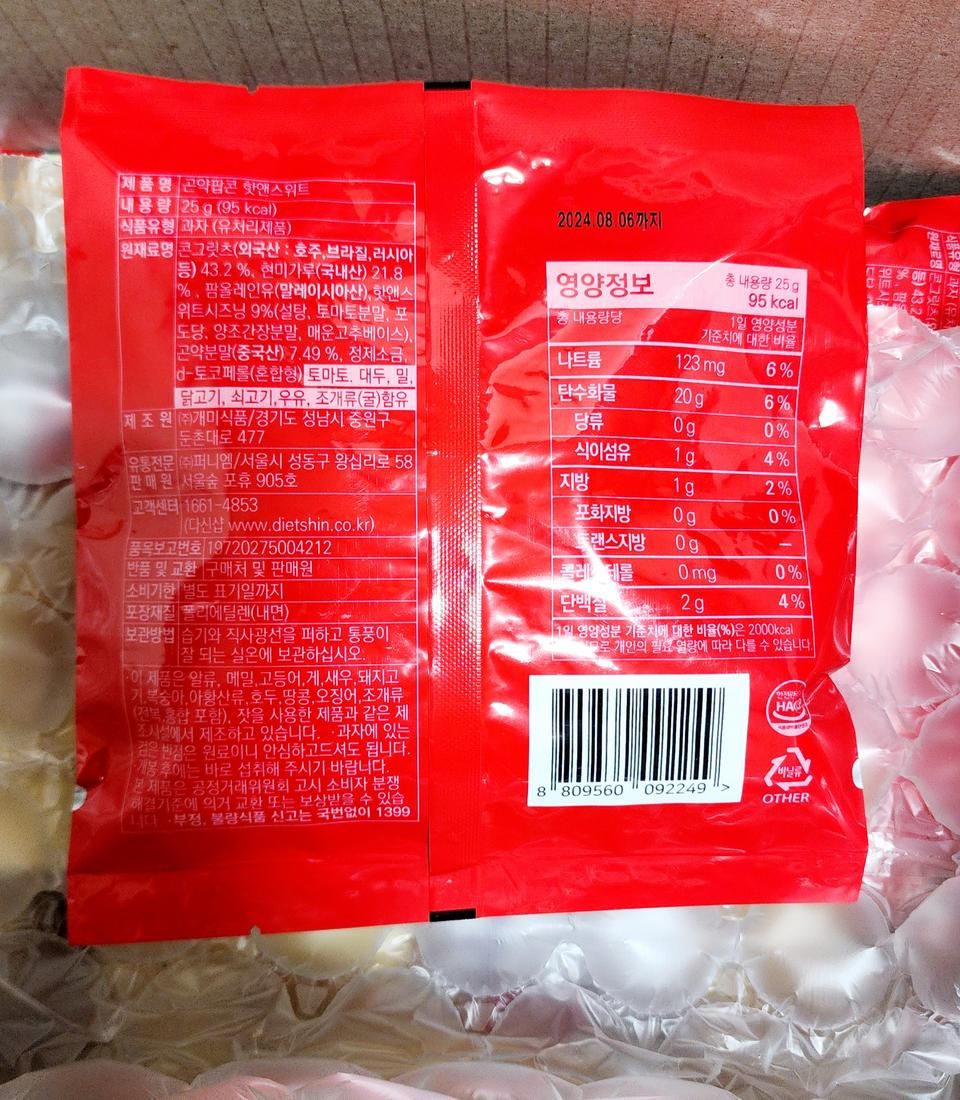 제 품 명 곤약팝콘 핫앤스위트
내 용 량 25 g (95 kcal)
식품유형 과자 (유처리제품)
원재료명 콘그릿츠(외국산 : 호주,브라질,러시아
등) 43.2 %, 현미가루(국내산) 21.8
% , 팜올레인유(말레이시아산), 핫앤스
위트시즈닝 9%(설탕, 토마토분말, 포
도당, 양조간장분말, 매운고추베이스),
곤약분말(중국산) 7.49 %, 정제소금,
d-토코페롤(혼합형) 토마토, 대두, 밀,
닭고기, 쇠고기,우유, 조개류(굴)함유
제 조 원 ㈜개미식품/경기도 성남시 중원구
둔촌대로 477
유통전문 ㈜퍼니엠/서울시 성동구 왕십리로 58
판 매 원 서울숲 포휴 905호
고객센터 1661-4853
(다신샵 www.dietshin.co.kr)
품목보고번호 19720275004212
반품 및 교환 구매처 및 판매원
소비기한 별도 표기일까지
포장재질 폴리에틸렌(내면)
보관방법 습기와 직사광선을 피하고 통풍이
잘 되는 실온에 보관하십시오.
·이 제품은 알류, 메밀,고등어,게,새우,돼지고
기,복숭아,아황산류,호두,땅콩,오징어,조개류
(전복,홍합 포함), 잣을 사용한 제품과 같은 제
조시설에서 제조하고 있습니다. ·과자에 있는
검은 반점은 원료이니 안심하고드셔도 됩니다.
개봉 후에는 바로 섭취해 주시기 바랍니다.
본 제품은 공정거래위원회 고시 소비자 분쟁
해결기준에 의거 교환 또는 보상받을 수 있습
니다. ·부정, 불량식품 신고는 국번없이 1399
2024.08.06까지
영양정보 총 내용량 25 g
95 kcal
총 내용량당 1일 영양성분
기준치에 대한 비율
나트륨 123 mg 6 %
탄수화물 20 g 6 %
당류 0 g 0 %
식이섬유 1 g 4 %
지방 1 g 2 %
포화지방 0 g 0 %
트랜스지방 0 g –
콜레스테롤 0 mg 0 %
단백질 2 g 4 %
1일 영양성분 기준치에 대한 비율(%)은 2000kcal
개인의 필요 열량에 따라 다를 수 있습니다.
HACCP
비닐류
OTHER
8 809560 092249 >